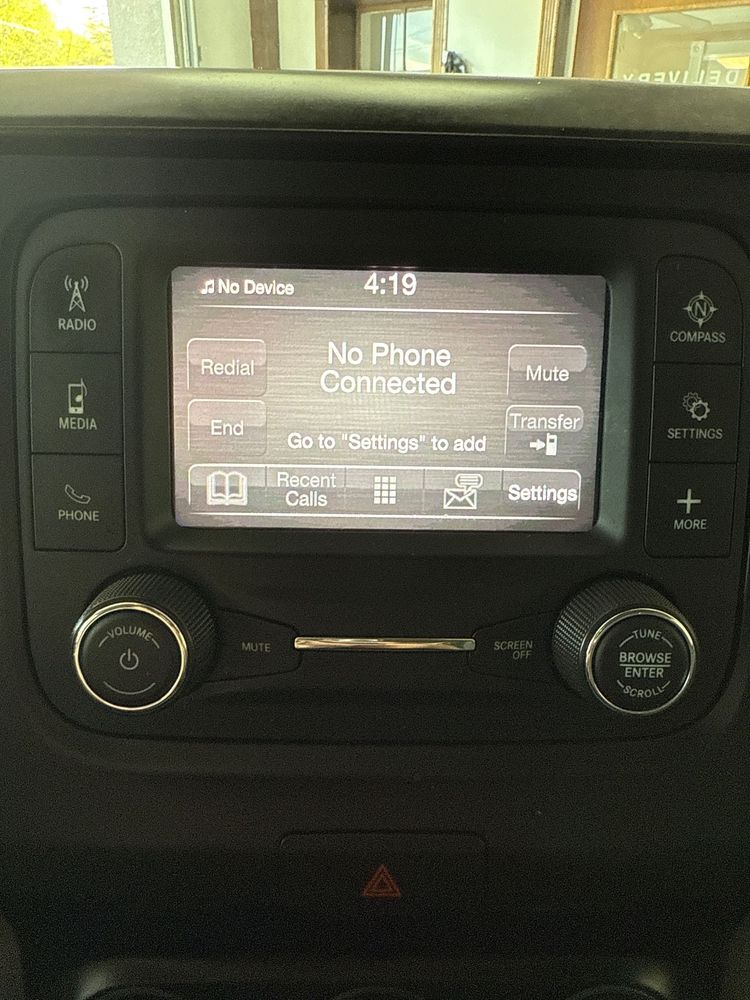 DELIVERY
No Device
4:19
RADIO
MEDIA
PHONE
Redial
End
No Phone
Connected
Go to "Settings" to add
Mute
Transfer
Recent
Calls
Settings
N
COMPASS
SETTINGS
MORE
VOLUME
MUTE
SCREEN
OFF
TUNE
BROWSE
ENTER
SCROLL